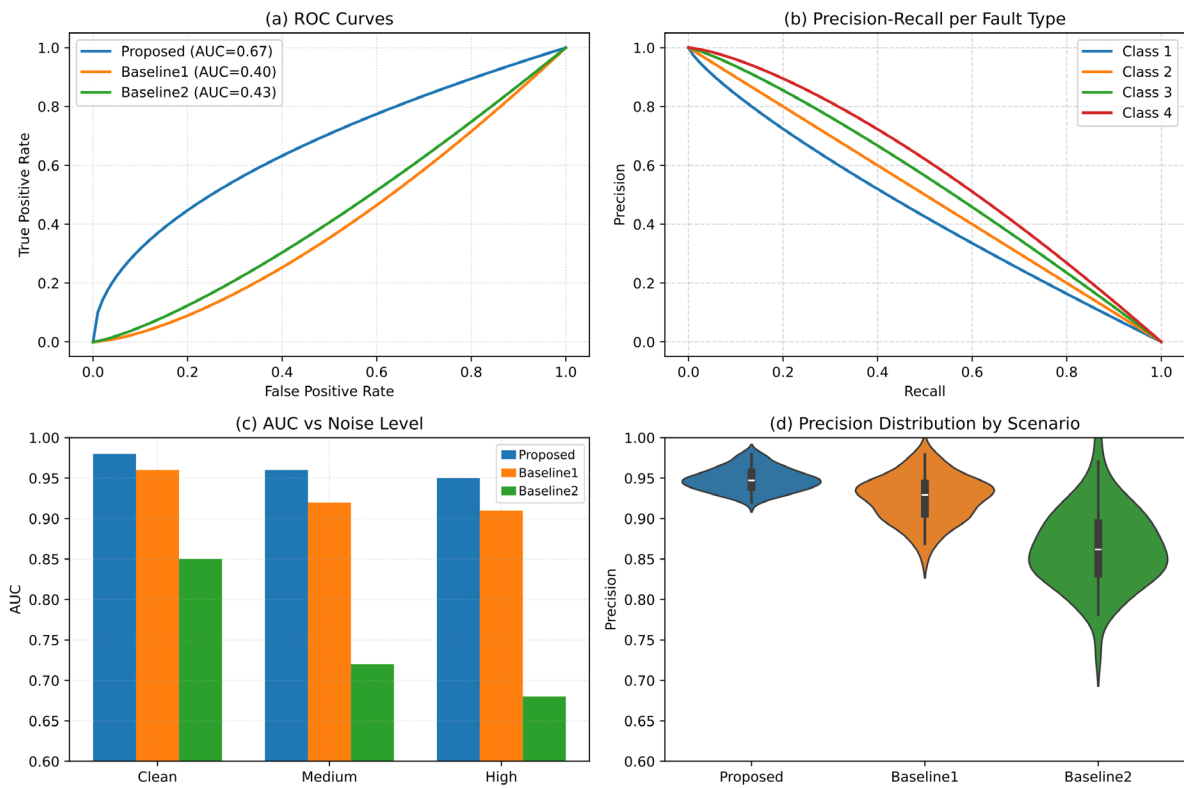 (a) ROC Curves
1.0
0.8
0.6
0.4
0.2
0.0
True Positive Rate
Proposed (AUC=0.67)
Baseline1 (AUC=0.40)
Baseline2 (AUC=0.43)
0.0 0.2 0.4 0.6 0.8 1.0
False Positive Rate
(b) Precision-Recall per Fault Type
1.0
0.8
0.6
0.4
0.2
0.0
Precision
Class 1
Class 2
Class 3
Class 4
0.0 0.2 0.4 0.6 0.8 1.0
Recall
(c) AUC vs Noise Level
1.00
0.95
0.90
0.85
0.80
0.75
0.70
0.65
0.60
AUC
Proposed
Baseline1
Baseline2
Clean Medium High
(d) Precision Distribution by Scenario
1.00
0.95
0.90
0.85
0.80
0.75
0.70
0.65
0.60
Precision
Proposed Baseline1 Baseline2